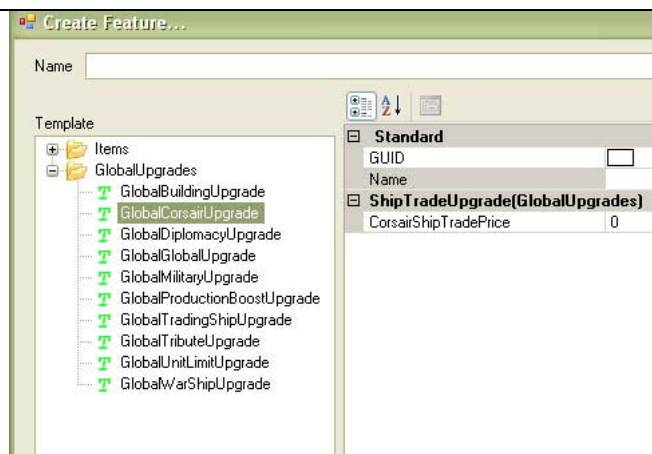 Create Feature...
Name
Template
Items
GlobalUpgrades
GlobalBuildingUpgrade
GlobalCorsairUpgrade
GlobalDiplomacyUpgrade
GlobalGlobalUpgrade
GlobalMilitaryUpgrade
GlobalProductionBoostUpgrade
GlobalTradingShipUpgrade
GlobalTributeUpgrade
GlobalUnitLimitUpgrade
GlobalWarShipUpgrade
Standard
GUID
Name
ShipTradeUpgrade(GlobalUpgrades)
CorsairShipTradePrice 0